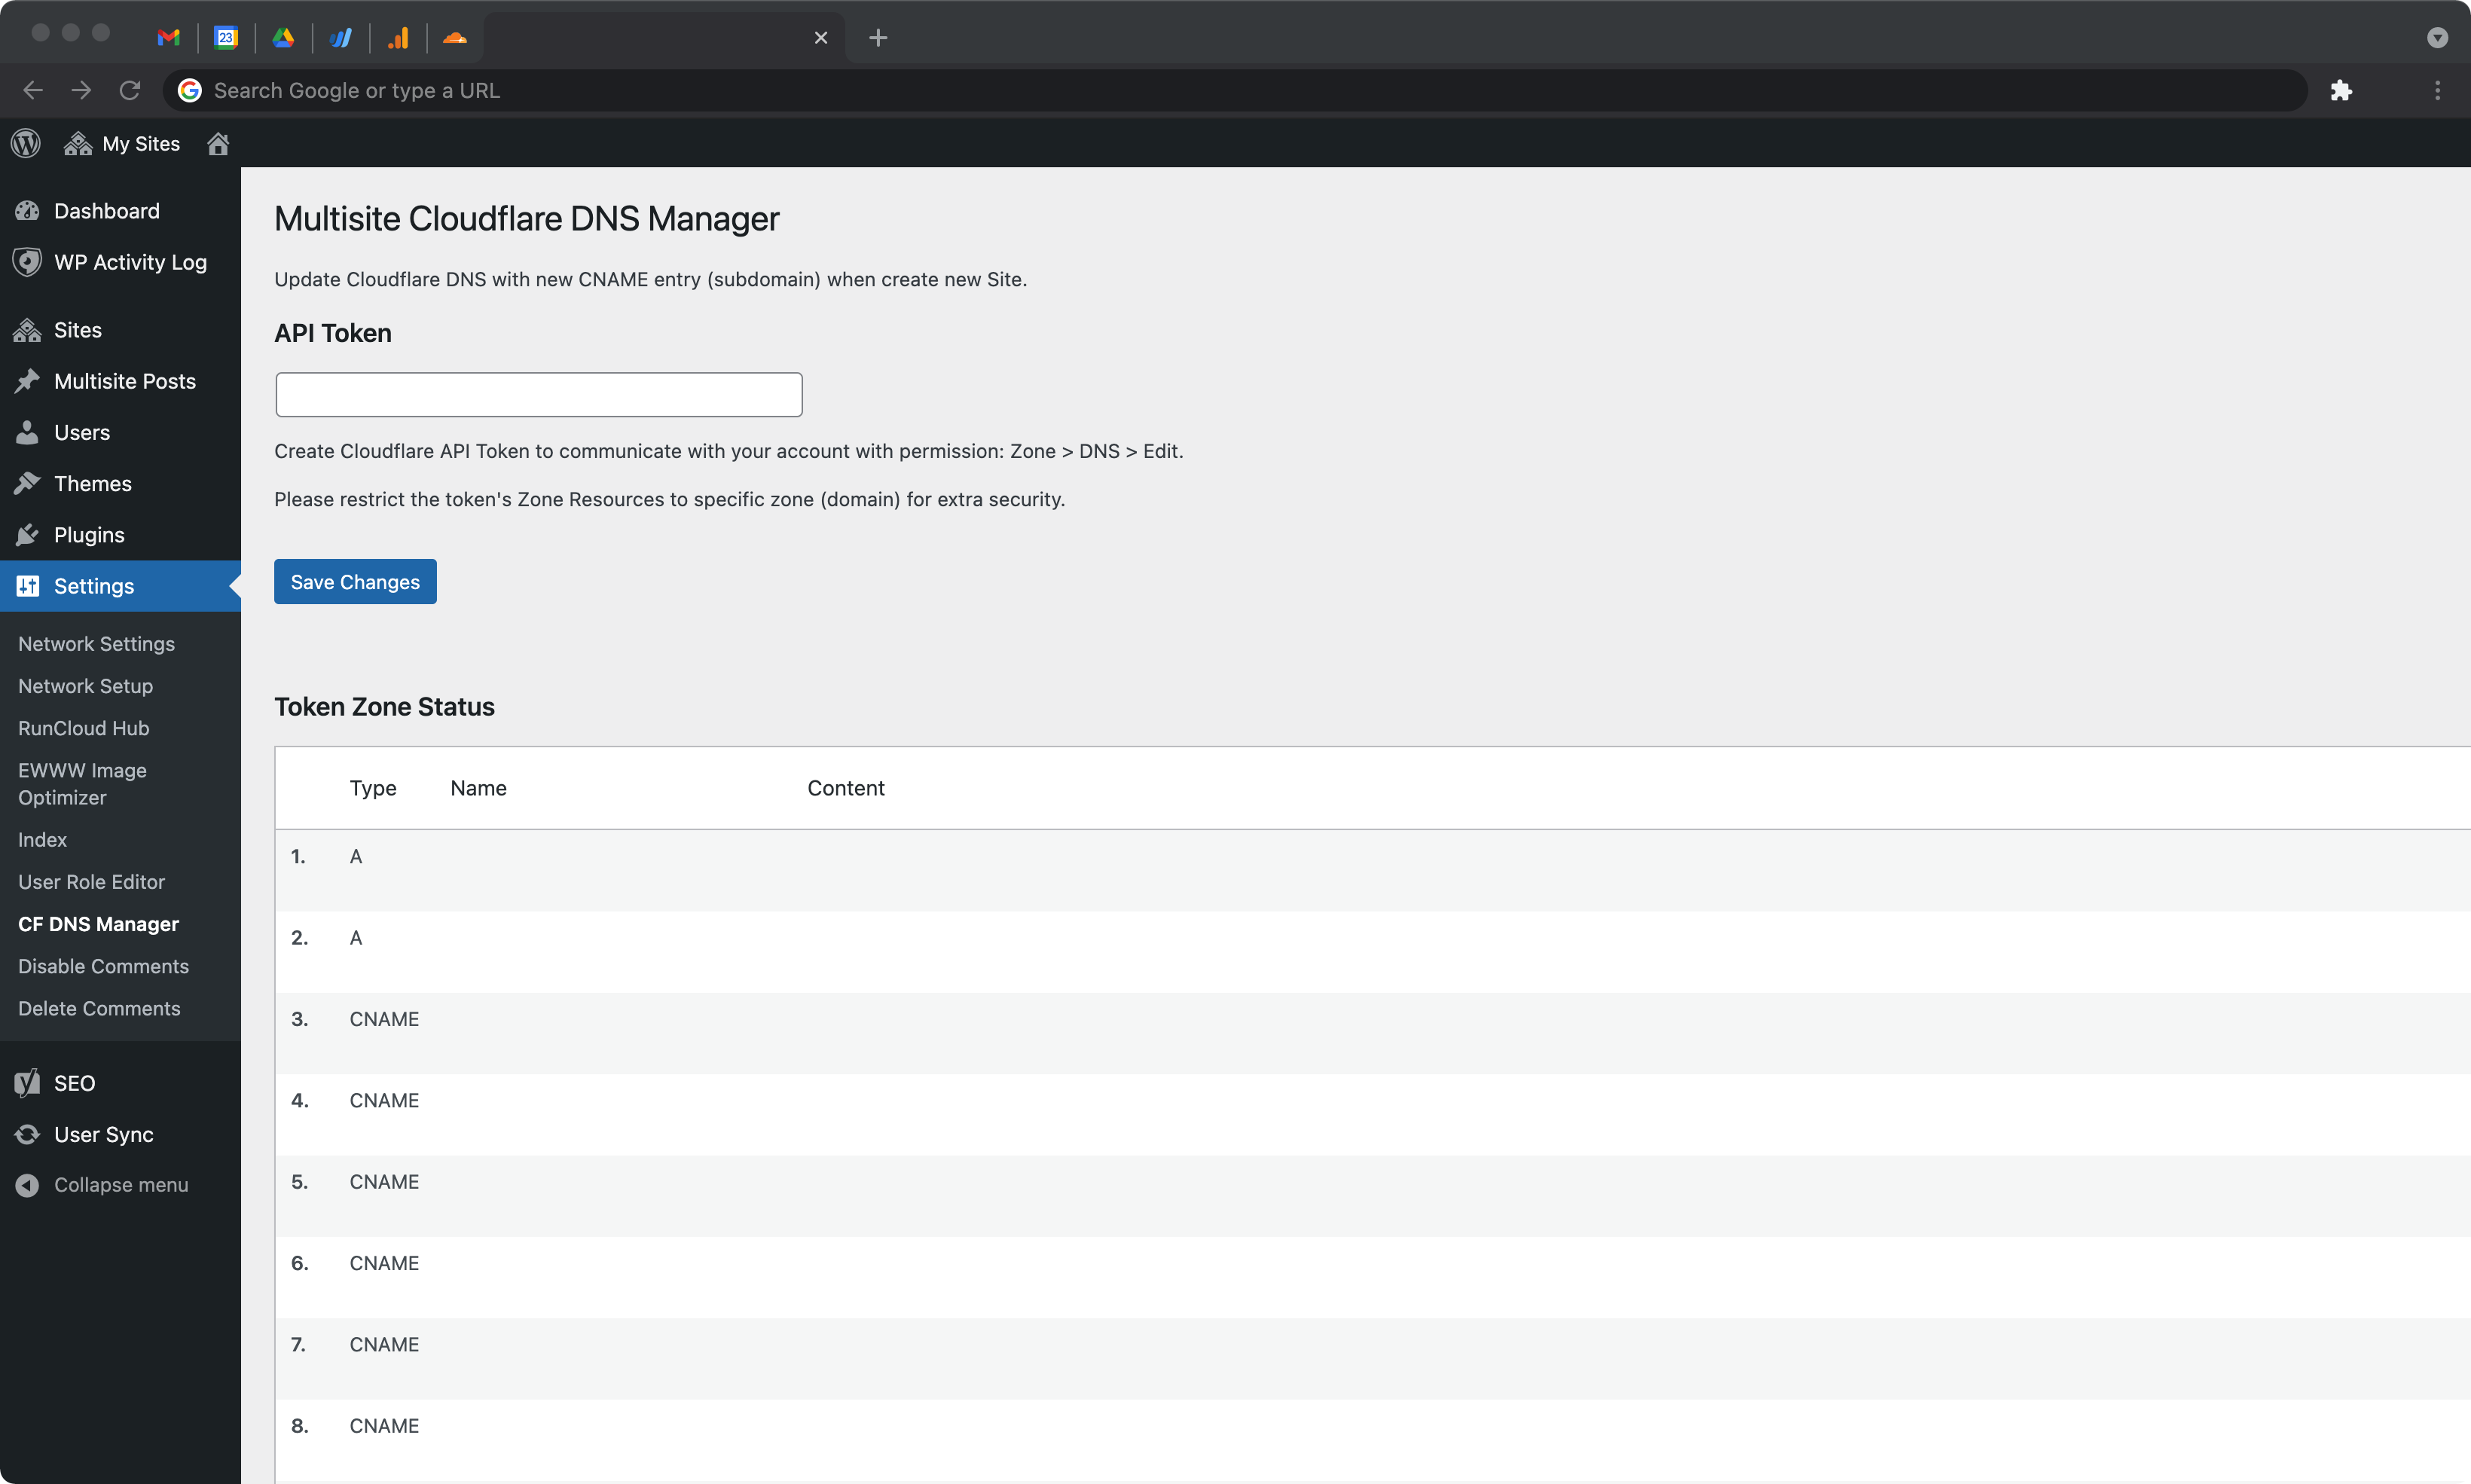 23
Search Google or type a URL
My Sites
Dashboard
WP Activity Log
Sites
Multisite Posts
Users
Themes
Plugins
Settings
Network Settings
Network Setup
RunCloud Hub
EWWW Image
Optimizer
Index
User Role Editor
CF DNS Manager
Disable Comments
Delete Comments
SEO
User Sync
Collapse menu
Multisite Cloudflare DNS Manager
Update Cloudflare DNS with new CNAME entry (subdomain) when create new Site.
API Token
Create Cloudflare API Token to communicate with your account with permission: Zone > DNS > Edit.
Please restrict the token's Zone Resources to specific zone (domain) for extra security.
Save Changes
Token Zone Status
Type Name Content
1. A
2. A
3. CNAME
4. CNAME
5. CNAME
6. CNAME
7. CNAME
8. CNAME